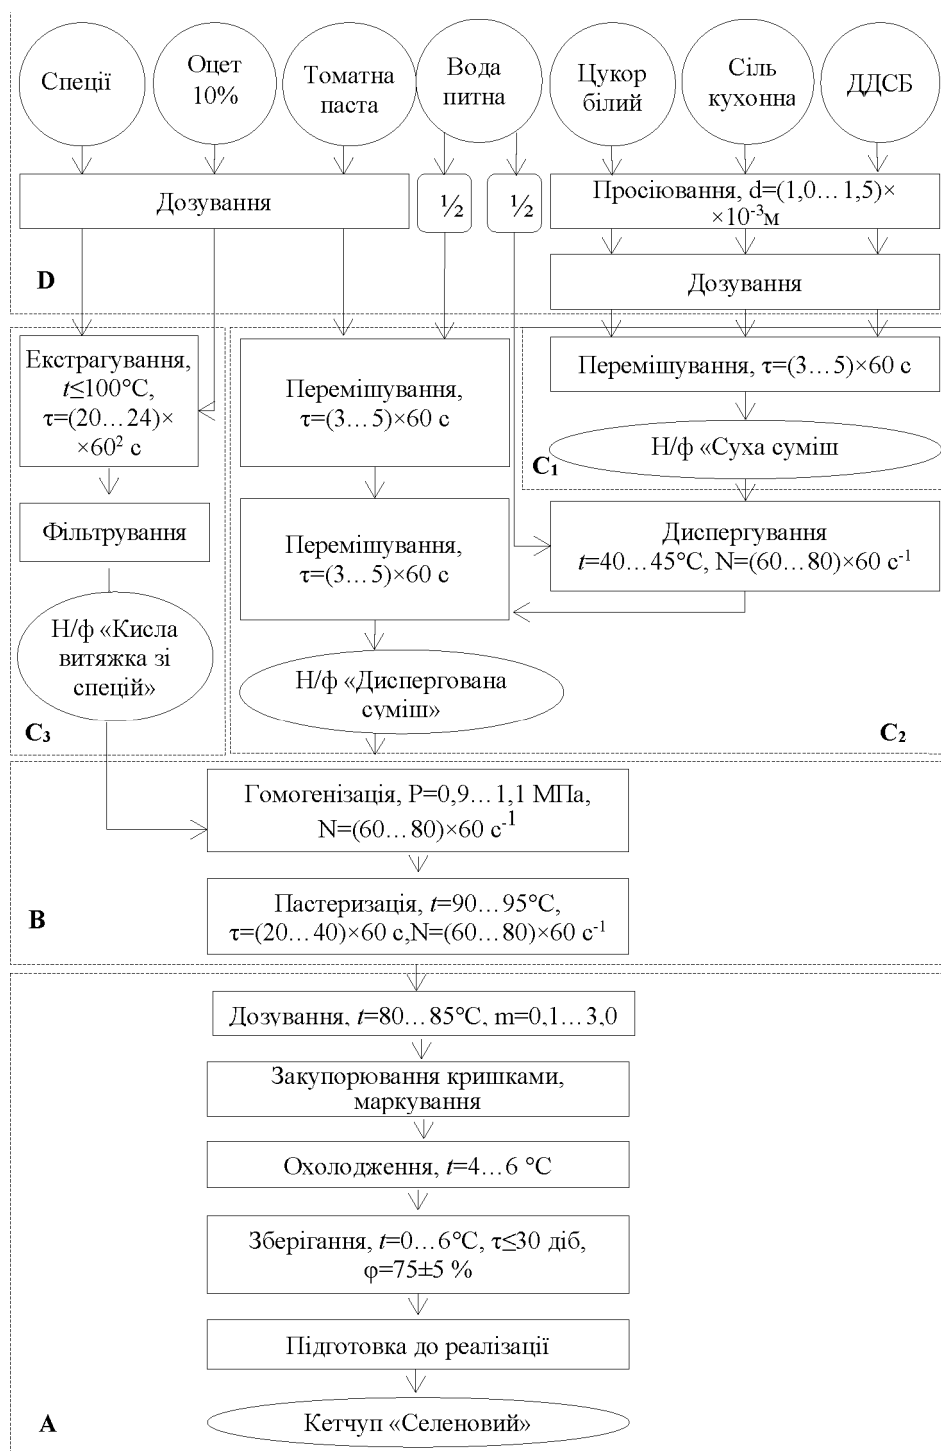 Спеції
Оцет
10%
Томатна
паста
Вода
питна
Цукор
білий
Сіль
кухонна
ДДСБ
Дозування
½
½
Просіювання, d=(1,0…1,5)×
×10⁻³м
D
Дозування
Екстрагування,
t≤100°С,
τ=(20…24)×
×60² с
Перемішування,
τ=(3…5)×60 с
Перемішування, τ=(3…5)×60 с
Н/ф «Суха суміш
С₁
Фільтрування
Перемішування,
τ=(3…5)×60 с
Диспергування
t=40…45°С, N=(60…80)×60 с⁻¹
Н/ф «Кисла
витяжка зі
спецій»
Н/ф «Диспергована
суміш»
С₃
С₂
Гомогенізація, Р=0,9…1,1 МПа,
N=(60…80)×60 с⁻¹
В
Пастеризація, t=90…95°С,
τ=(20…40)×60 с,N=(60…80)×60 с⁻¹
Дозування, t=80…85°С, m=0,1…3,0
Закупорювання кришками,
маркування
Охолодження, t=4…6 °С
Зберігання, t=0…6°С, τ≤30 діб,
φ=75±5 %
Підготовка до реалізації
А
Кетчуп «Селеновий»